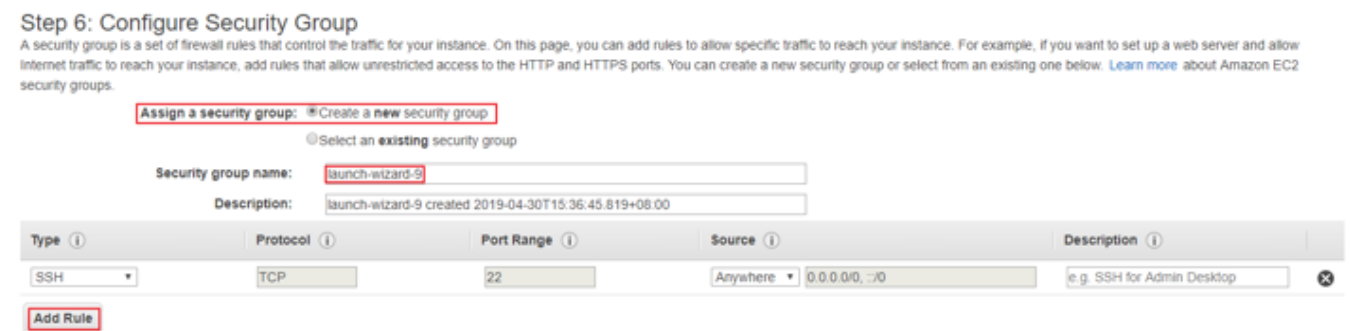 Step 6: Configure Security Group
A security group is a set of firewall rules that control the traffic for your instance. On this page, you can add rules to allow specific traffic to reach your instance. For example, if you want to set up a web server and allow
Internet traffic to reach your instance, add rules that allow unrestricted access to the HTTP and HTTPS ports. You can create a new security group or select from an existing one below. Learn more about Amazon EC2
security groups.
Assign a security group: Create a new security group
Select an existing security group
Security group name: launch-wizard-9
Description: launch-wizard-9 created 2019-04-30T15:36:45.819+08:00
Type Protocol Port Range Source Description
SSH TCP 22 Anywhere 0.0.0.0/0, ::/0 e.g. SSH for Admin Desktop
Add Rule